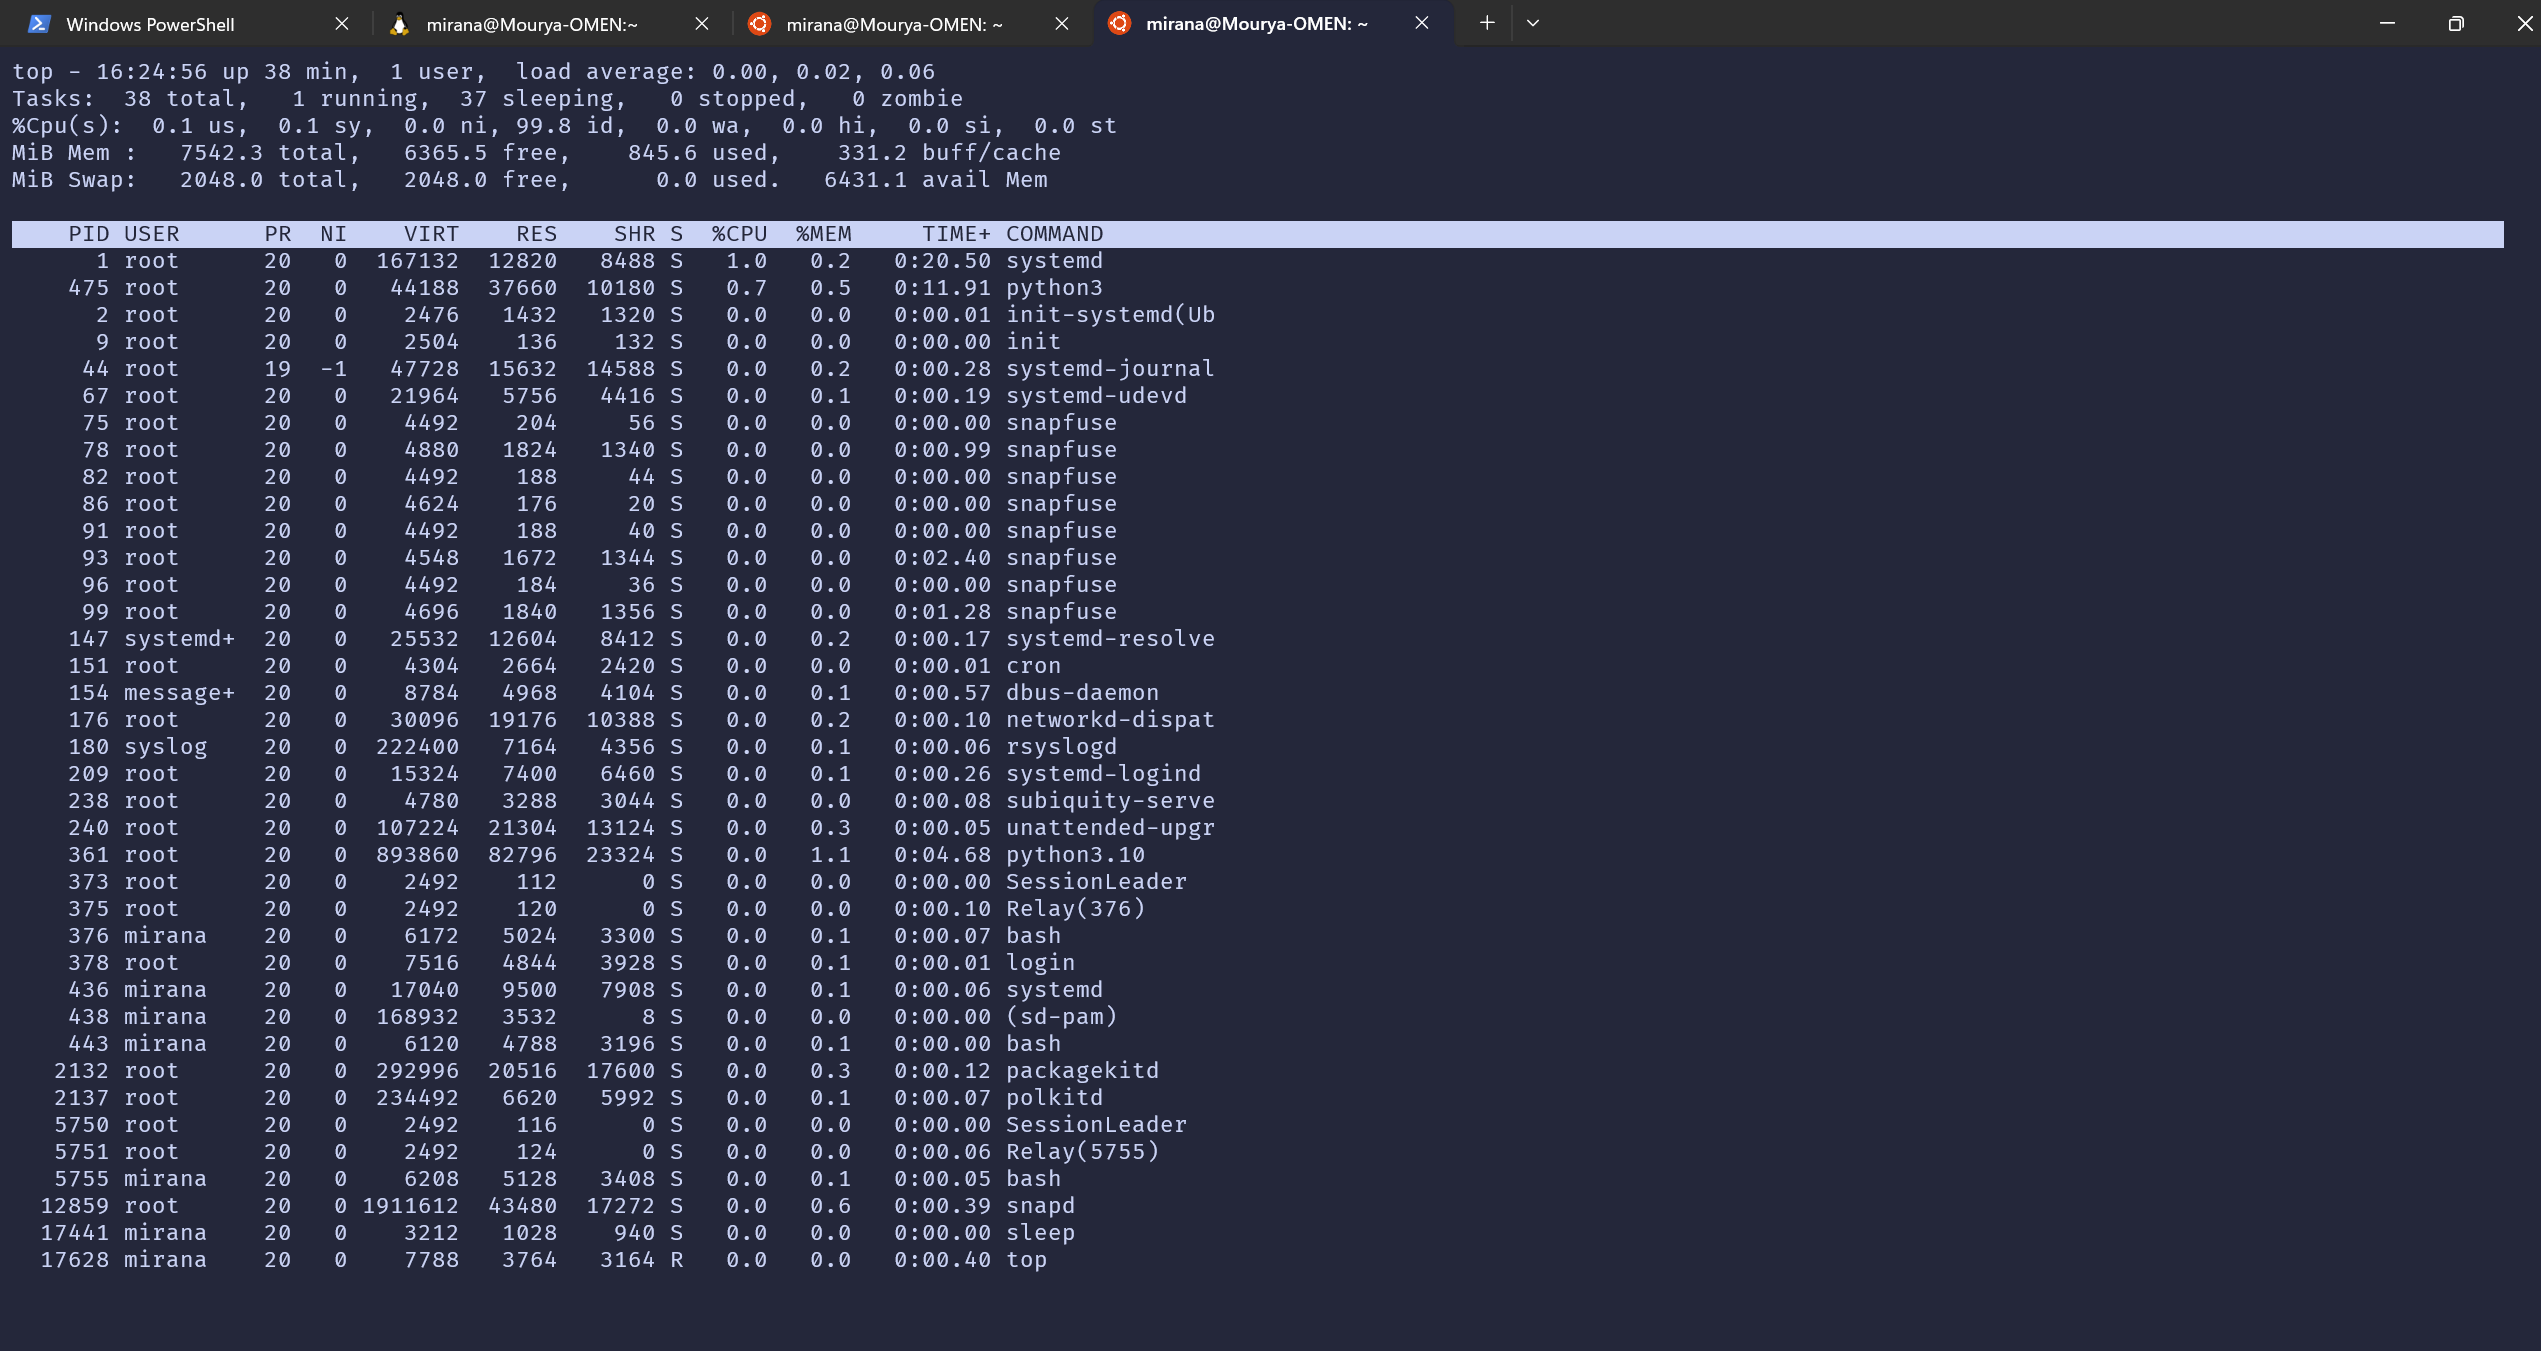 Windows PowerShell
mirana@Mourya-OMEN:~
mirana@Mourya-OMEN: ~
mirana@Mourya-OMEN: ~
top - 16:24:56 up 38 min,  1 user,  load average: 0.00, 0.02, 0.06
Tasks:  38 total,   1 running,  37 sleeping,   0 stopped,   0 zombie
%Cpu(s):  0.1 us,  0.1 sy,  0.0 ni, 99.8 id,  0.0 wa,  0.0 hi,  0.0 si,  0.0 st
MiB Mem :   7542.3 total,   6365.5 free,    845.6 used,    331.2 buff/cache
MiB Swap:   2048.0 total,   2048.0 free,      0.0 used.   6431.1 avail Mem
PID USER      PR  NI    VIRT    RES    SHR S  %CPU  %MEM     TIME+ COMMAND
1 root      20   0  167132  12820   8488 S   1.0   0.2   0:20.50 systemd
475 root      20   0   44188  37660  10180 S   0.7   0.5   0:11.91 python3
2 root      20   0    2476   1432   1320 S   0.0   0.0   0:00.01 init-systemd(Ub
9 root      20   0    2504    136    132 S   0.0   0.0   0:00.00 init
44 root      19  -1   47728  15632  14588 S   0.0   0.2   0:00.28 systemd-journal
67 root      20   0   21964   5756   4416 S   0.0   0.1   0:00.19 systemd-udevd
75 root      20   0    4492    204     56 S   0.0   0.0   0:00.00 snapfuse
78 root      20   0    4880   1824   1340 S   0.0   0.0   0:00.99 snapfuse
82 root      20   0    4492    188     44 S   0.0   0.0   0:00.00 snapfuse
86 root      20   0    4624    176     20 S   0.0   0.0   0:00.00 snapfuse
91 root      20   0    4492    188     40 S   0.0   0.0   0:00.00 snapfuse
93 root      20   0    4548   1672   1344 S   0.0   0.0   0:02.40 snapfuse
96 root      20   0    4492    184     36 S   0.0   0.0   0:00.00 snapfuse
99 root      20   0    4696   1840   1356 S   0.0   0.0   0:01.28 snapfuse
147 systemd+  20   0   25532  12604   8412 S   0.0   0.2   0:00.17 systemd-resolve
151 root      20   0    4304   2664   2420 S   0.0   0.0   0:00.01 cron
154 message+  20   0    8784   4968   4104 S   0.0   0.1   0:00.57 dbus-daemon
176 root      20   0   30096  19176  10388 S   0.0   0.2   0:00.10 networkd-dispat
180 syslog    20   0  222400   7164   4356 S   0.0   0.1   0:00.06 rsyslogd
209 root      20   0   15324   7400   6460 S   0.0   0.1   0:00.26 systemd-logind
238 root      20   0    4780   3288   3044 S   0.0   0.0   0:00.08 subiquity-serve
240 root      20   0  107224  21304  13124 S   0.0   0.3   0:00.05 unattended-upgr
361 root      20   0  893860  82796  23324 S   0.0   1.1   0:04.68 python3.10
373 root      20   0    2492    112      0 S   0.0   0.0   0:00.00 SessionLeader
375 root      20   0    2492    120      0 S   0.0   0.0   0:00.10 Relay(376)
376 mirana    20   0    6172   5024   3300 S   0.0   0.1   0:00.07 bash
378 root      20   0    7516   4844   3928 S   0.0   0.1   0:00.01 login
436 mirana    20   0   17040   9500   7908 S   0.0   0.1   0:00.06 systemd
438 mirana    20   0  168932   3532      8 S   0.0   0.0   0:00.00 (sd-pam)
443 mirana    20   0    6120   4788   3196 S   0.0   0.1   0:00.00 bash
2132 root      20   0  292996  20516  17600 S   0.0   0.3   0:00.12 packagekitd
2137 root      20   0  234492   6620   5992 S   0.0   0.1   0:00.07 polkitd
5750 root      20   0    2492    116      0 S   0.0   0.0   0:00.00 SessionLeader
5751 root      20   0    2492    124      0 S   0.0   0.0   0:00.06 Relay(5755)
5755 mirana    20   0    6208   5128   3408 S   0.0   0.1   0:00.05 bash
12859 root      20   0 1911612  43480  17272 S   0.0   0.6   0:00.39 snapd
17441 mirana    20   0    3212   1028    940 S   0.0   0.0   0:00.00 sleep
17628 mirana    20   0    7788   3764   3164 R   0.0   0.0   0:00.40 top